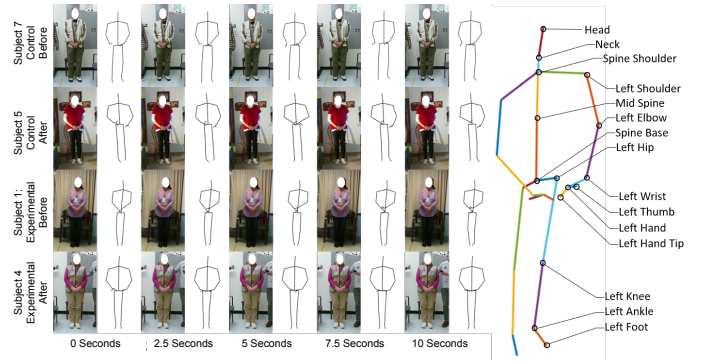 Subject 7
Control
Before
Subject 5
Control
After
Subject 1:
Experimental
Before
Subject 4
Experimental
After
0 Seconds
2.5 Seconds
5 Seconds
7.5 Seconds
10 Seconds
Head
Neck
Spine Shoulder
Left Shoulder
Mid Spine
Left Elbow
Spine Base
Left Hip
Left Wrist
Left Thumb
Left Hand
Left Hand Tip
Left Knee
Left Ankle
Left Foot